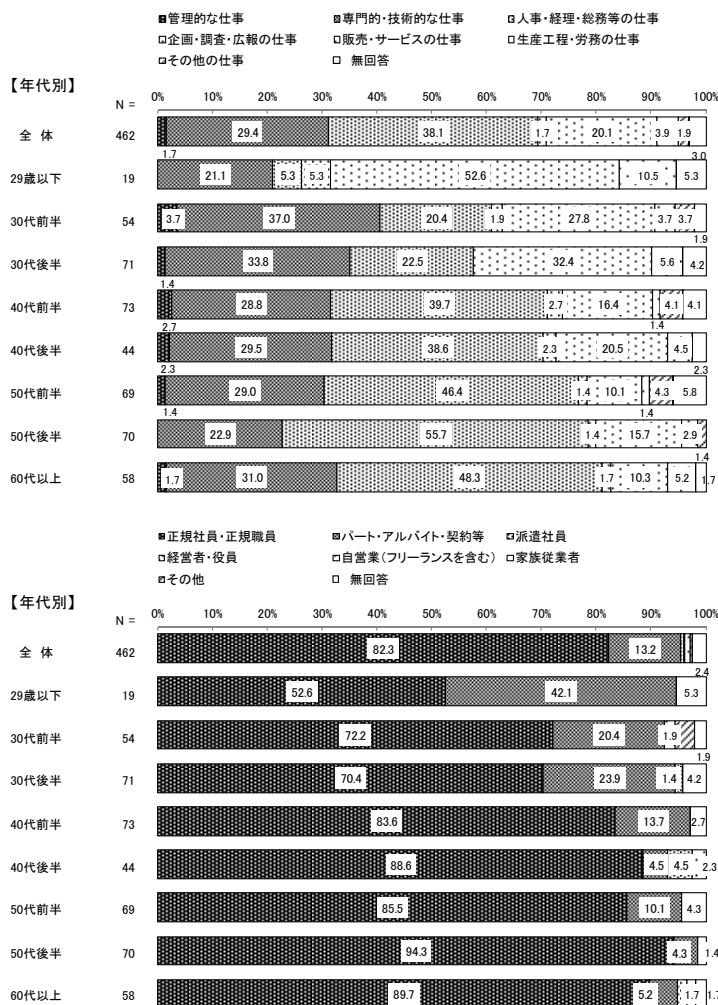 管理的な仕事 専門的・技術的な仕事 人事・経理・総務等の仕事
企画・調査・広報の仕事 販売・サービスの仕事 生産工程・労務の仕事
その他の仕事 無回答
【年代別】
N = 0% 10% 20% 30% 40% 50% 60% 70% 80% 90% 100%
全 体 462 29.4 38.1 1.7 20.1 3.9 1.9
1.7 3.0
29歳以下 19 21.1 5.3 5.3 52.6 10.5 5.3
30代前半 54 3.7 37.0 20.4 1.9 27.8 3.7 3.7
1.9
30代後半 71 33.8 22.5 32.4 5.6 4.2
1.4
40代前半 73 28.8 39.7 2.7 16.4 4.1 4.1
2.7 1.4
40代後半 44 29.5 38.6 2.3 20.5 4.5
2.3 2.3
50代前半 69 29.0 46.4 1.4 10.1 4.3 5.8
1.4 1.4
50代後半 70 22.9 55.7 1.4 15.7 2.9
1.4
60代以上 58 1.7 31.0 48.3 1.7 10.3 5.2 1.7
正規社員・正規職員 パート・アルバイト・契約等 派遣社員
経営者・役員 自営業(フリーランスを含む) 家族従業者
その他 無回答
【年代別】
N = 0% 10% 20% 30% 40% 50% 60% 70% 80% 90% 100%
全 体 462 82.3 13.2
2.4
29歳以下 19 52.6 42.1 5.3
30代前半 54 72.2 20.4 1.9
1.9
30代後半 71 70.4 23.9 1.4 4.2
40代前半 73 83.6 13.7 2.7
40代後半 44 88.6 4.5 4.5 2.3
50代前半 69 85.5 10.1 4.3
50代後半 70 94.3 4.3 1.4
60代以上 58 89.7 5.2 1.7 1.7